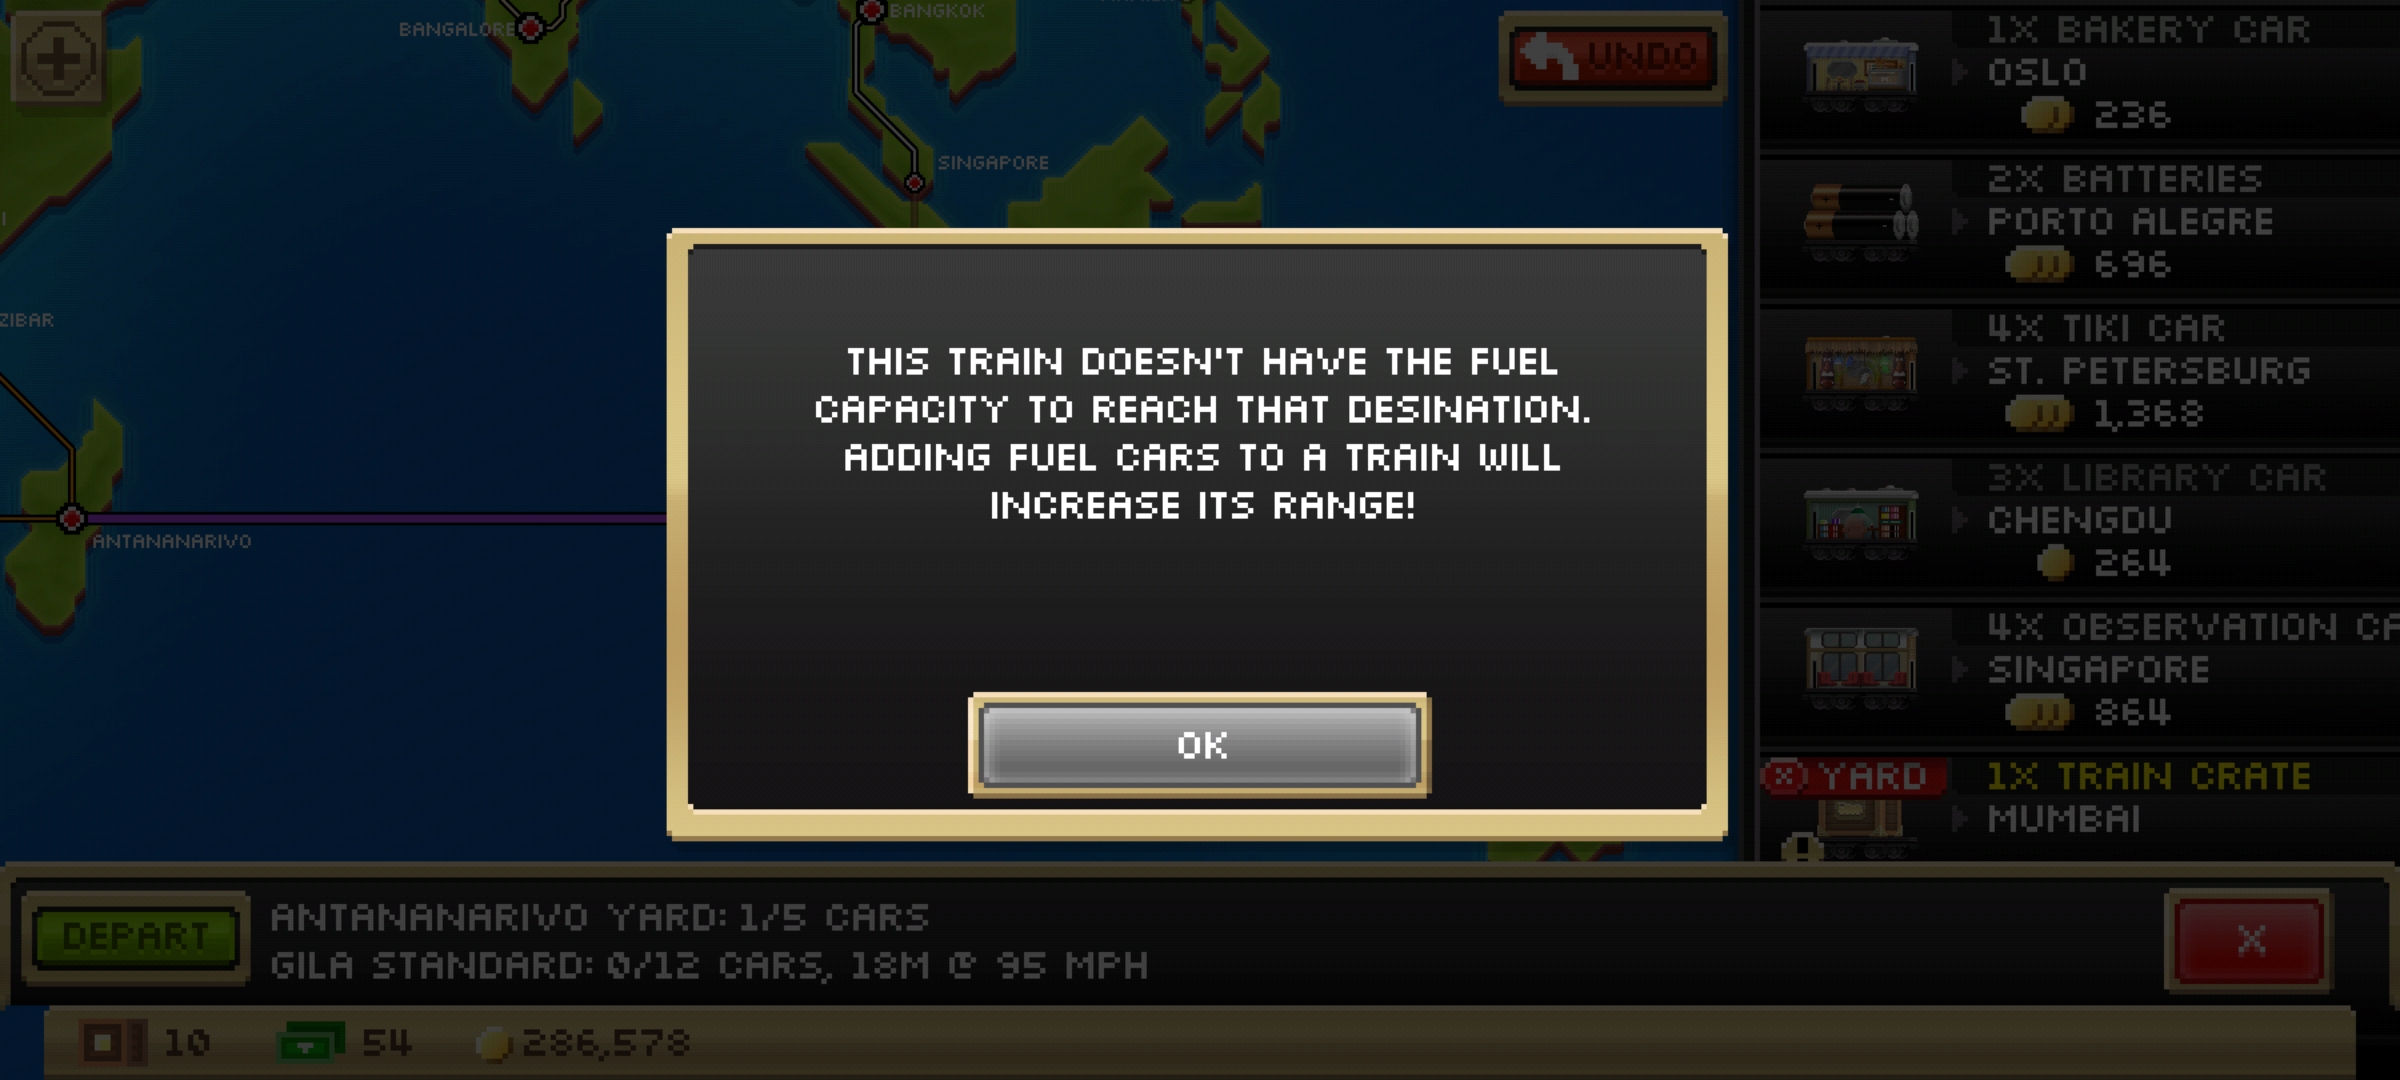 BANGALORE
BANGKOK
UNDO
SINGAPORE
ZIBAR
ANTANANARIVO
THIS TRAIN DOESN'T HAVE THE FUEL
CAPACITY TO REACH THAT DESINATION.
ADDING FUEL CARS TO A TRAIN WILL
INCREASE ITS RANGE!
OK
1X BAKERY CAR
OSLO
236
2X BATTERIES
PORTO ALEGRE
696
4X TIKI CAR
ST. PETERSBURG
1,368
3X LIBRARY CAR
CHENGDU
264
4X OBSERVATION CA
SINGAPORE
864
X YARD
1X TRAIN CRATE
MUMBAI
DEPART
ANTANANARIVO YARD: 1/5 CARS
GILA STANDARD: 0/12 CARS, 18M @ 95 MPH
X
10
54
286,578